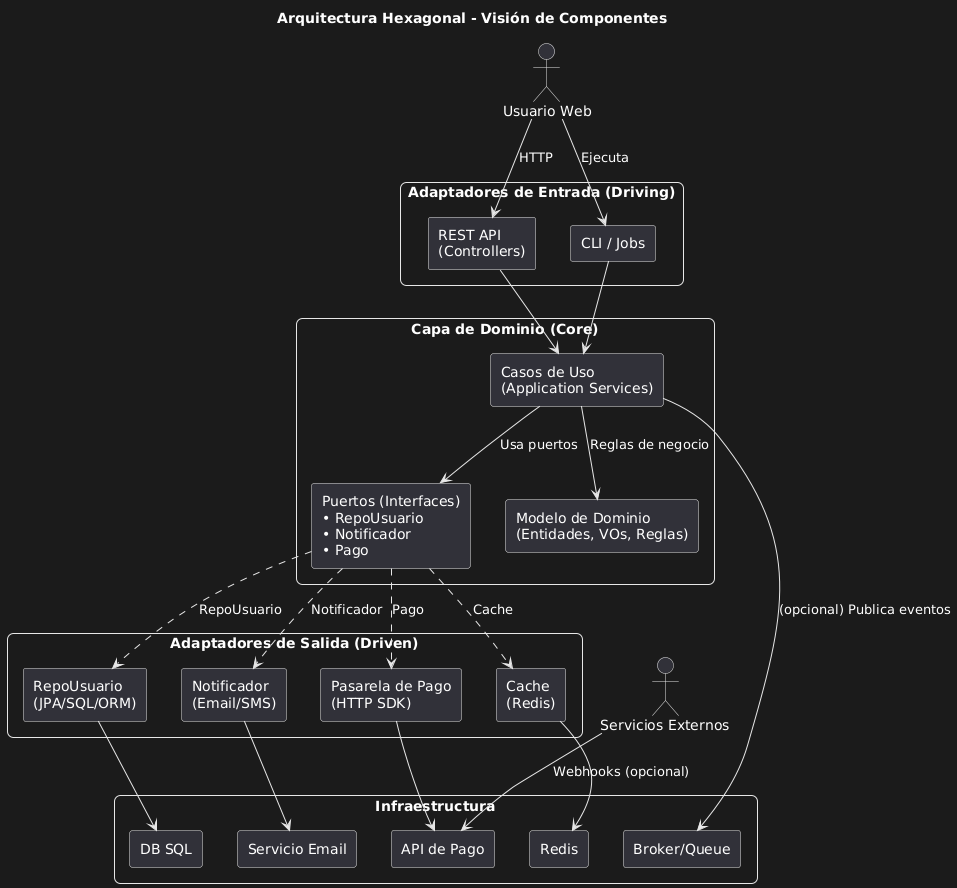 Arquitectura Hexagonal - Visión de Componentes
Usuario Web
HTTP
Ejecuta
Adaptadores de Entrada (Driving)
REST API
(Controllers)
CLI / Jobs
Capa de Dominio (Core)
Casos de Uso
(Application Services)
Usa puertos
Reglas de negocio
Puertos (Interfaces)
• RepoUsuario
• Notificador
• Pago
Modelo de Dominio
(Entidades, VOs, Reglas)
RepoUsuario
Notificador
Pago
Cache
(opcional) Publica eventos
Adaptadores de Salida (Driven)
RepoUsuario
(JPA/SQL/ORM)
Notificador
(Email/SMS)
Pasarela de Pago
(HTTP SDK)
Cache
(Redis)
Servicios Externos
Webhooks (opcional)
Infraestructura
DB SQL
Servicio Email
API de Pago
Redis
Broker/Queue